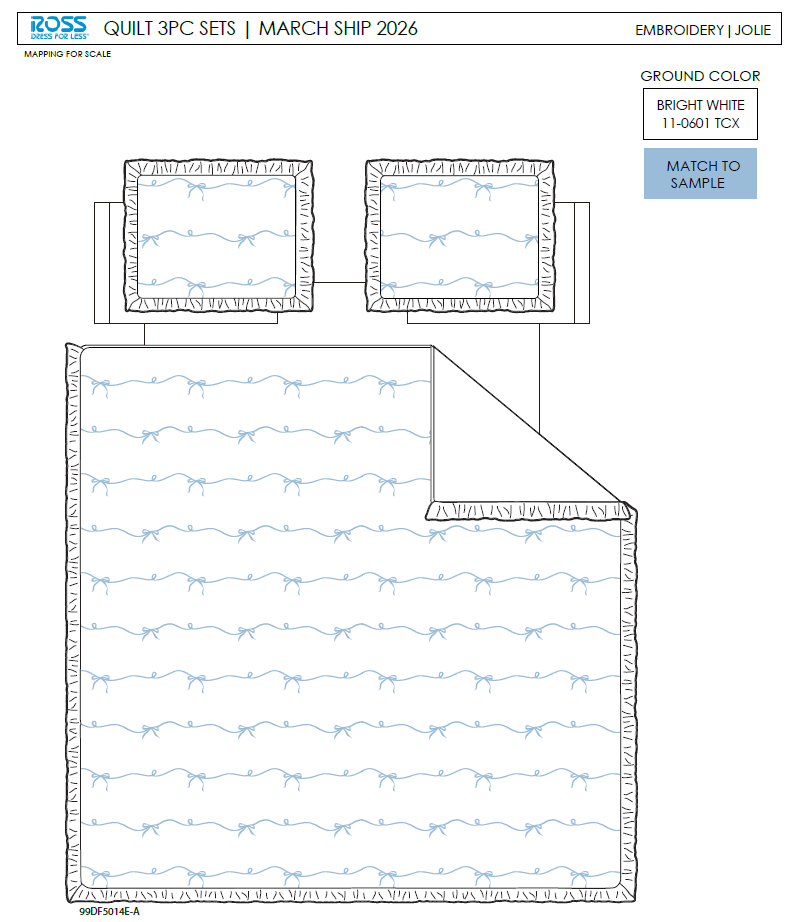 ROSS
DRESS FOR LESS
QUILT 3PC SETS | MARCH SHIP 2026
EMBROIDERY | JOLIE
MAPPING FOR SCALE
GROUND COLOR
BRIGHT WHITE
11-0601 TCX
MATCH TO
SAMPLE
99DF5014E-A